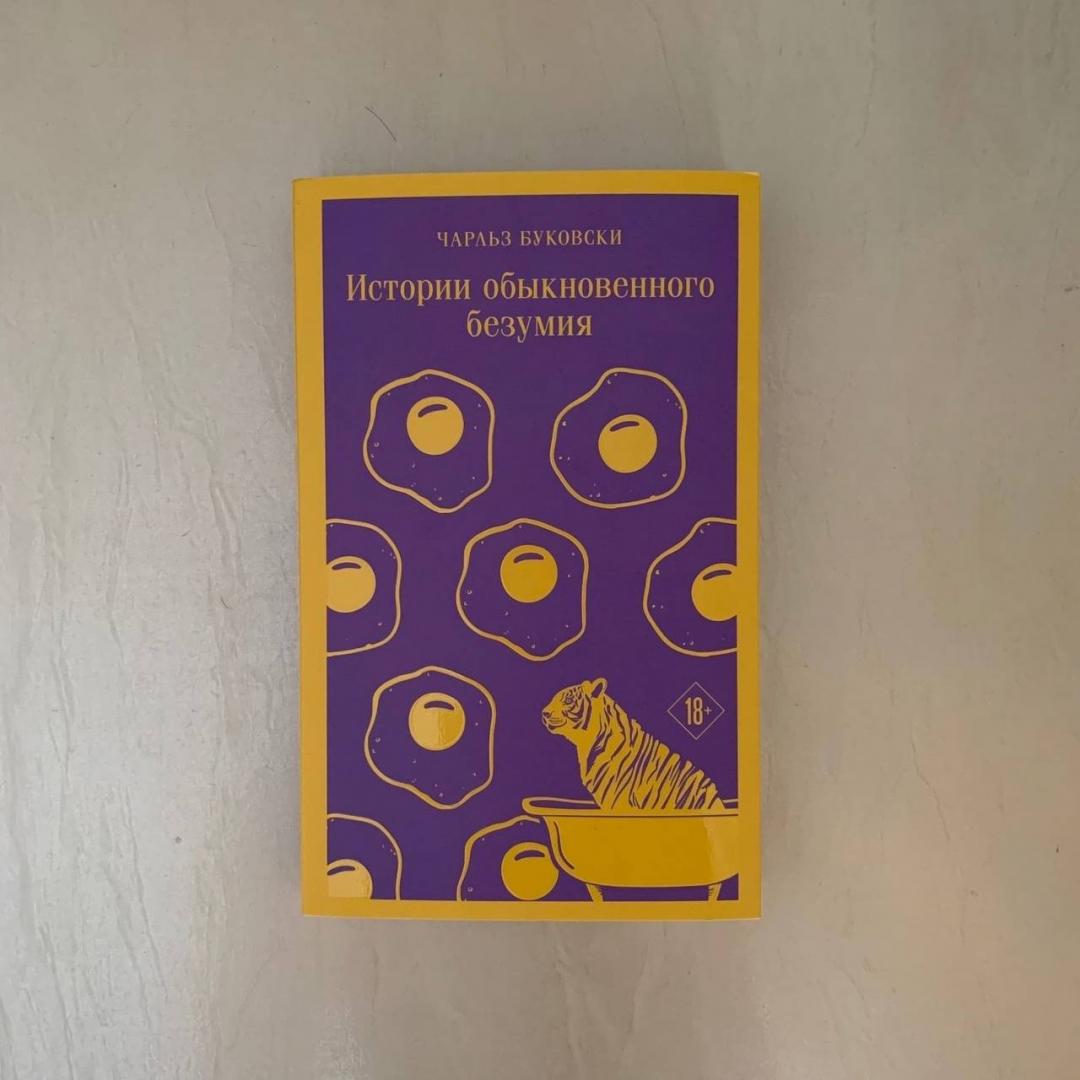 ЧАРЛЬЗ БУКОВСКИ
Истории обыкновенного
безумия
18+